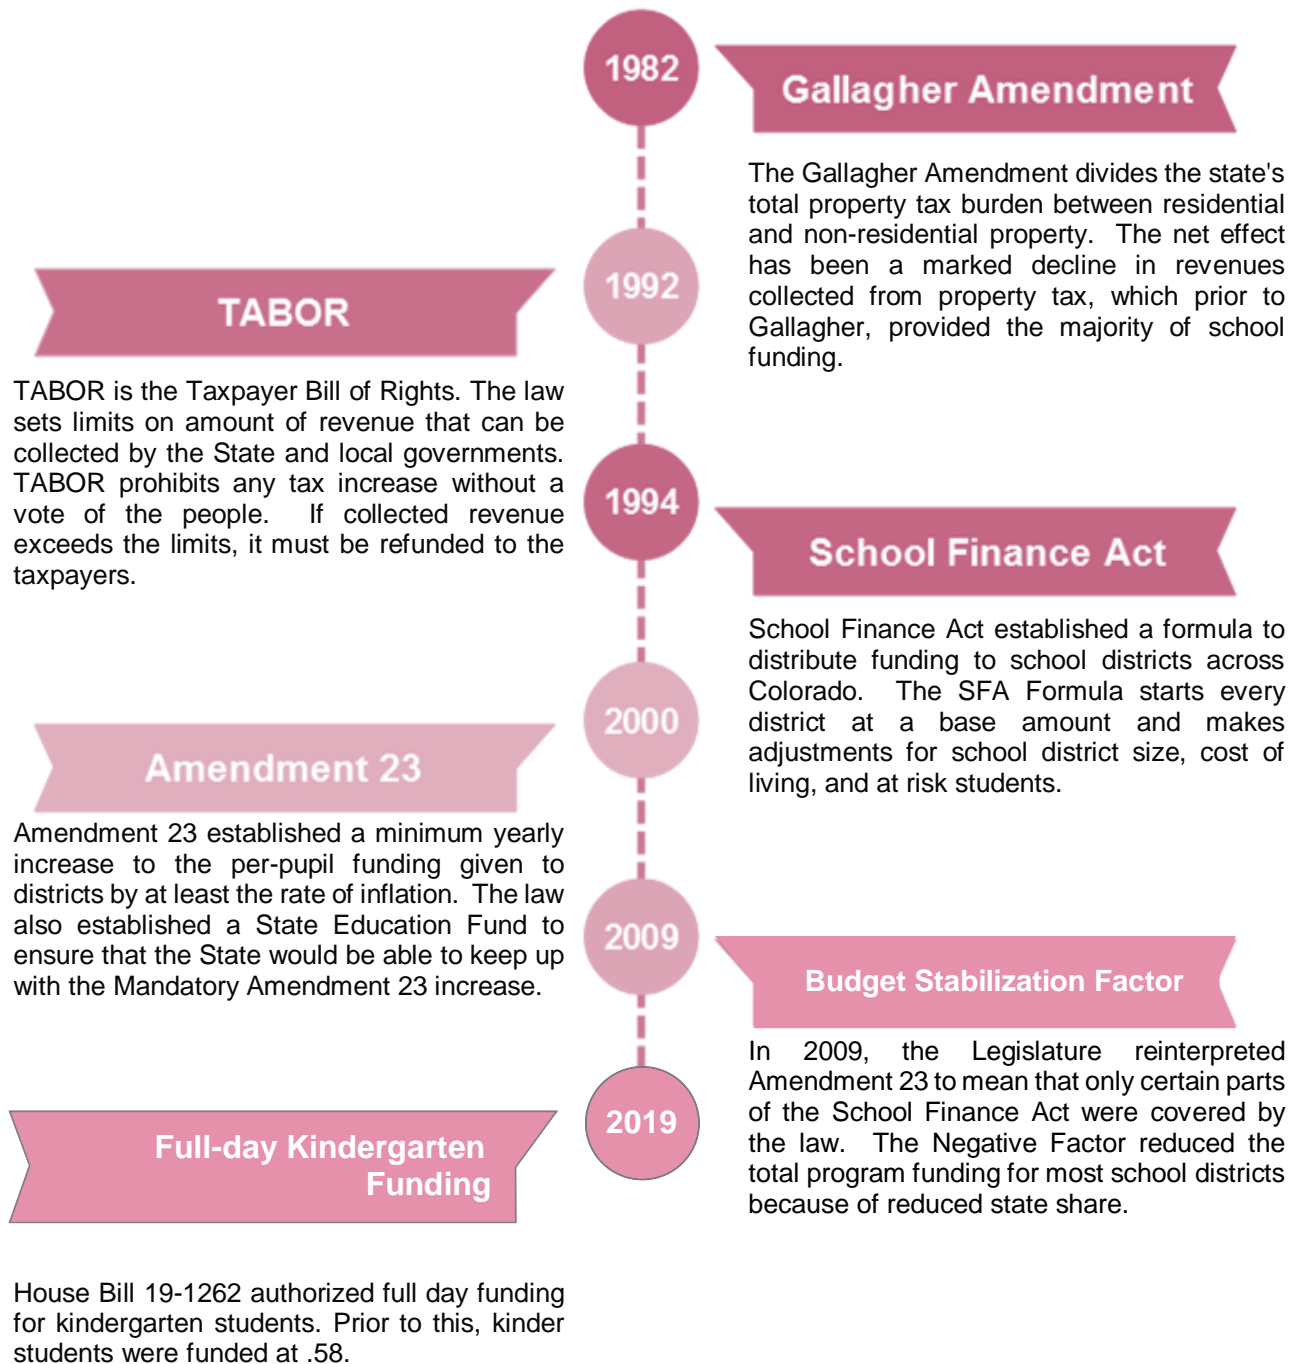 1982
Gallagher Amendment
The Gallagher Amendment divides the state's
total property tax burden between residential
and non-residential property. The net effect
has been a marked decline in revenues
collected from property tax, which prior to
Gallagher, provided the majority of school
funding.
1992
TABOR
TABOR is the Taxpayer Bill of Rights. The law
sets limits on amount of revenue that can be
collected by the State and local governments.
TABOR prohibits any tax increase without a
vote of the people. If collected revenue
exceeds the limits, it must be refunded to the
taxpayers.
1994
School Finance Act
School Finance Act established a formula to
distribute funding to school districts across
Colorado. The SFA Formula starts every
district at a base amount and makes
adjustments for school district size, cost of
living, and at risk students.
2000
Amendment 23
Amendment 23 established a minimum yearly
increase to the per-pupil funding given to
districts by at least the rate of inflation. The law
also established a State Education Fund to
ensure that the State would be able to keep up
with the Mandatory Amendment 23 increase.
2009
Budget Stabilization Factor
In 2009, the Legislature reinterpreted
Amendment 23 to mean that only certain parts
of the School Finance Act were covered by
the law. The Negative Factor reduced the
total program funding for most school districts
because of reduced state share.
2019
Full-day Kindergarten
Funding
House Bill 19-1262 authorized full day funding
for kindergarten students. Prior to this, kinder
students were funded at .58.